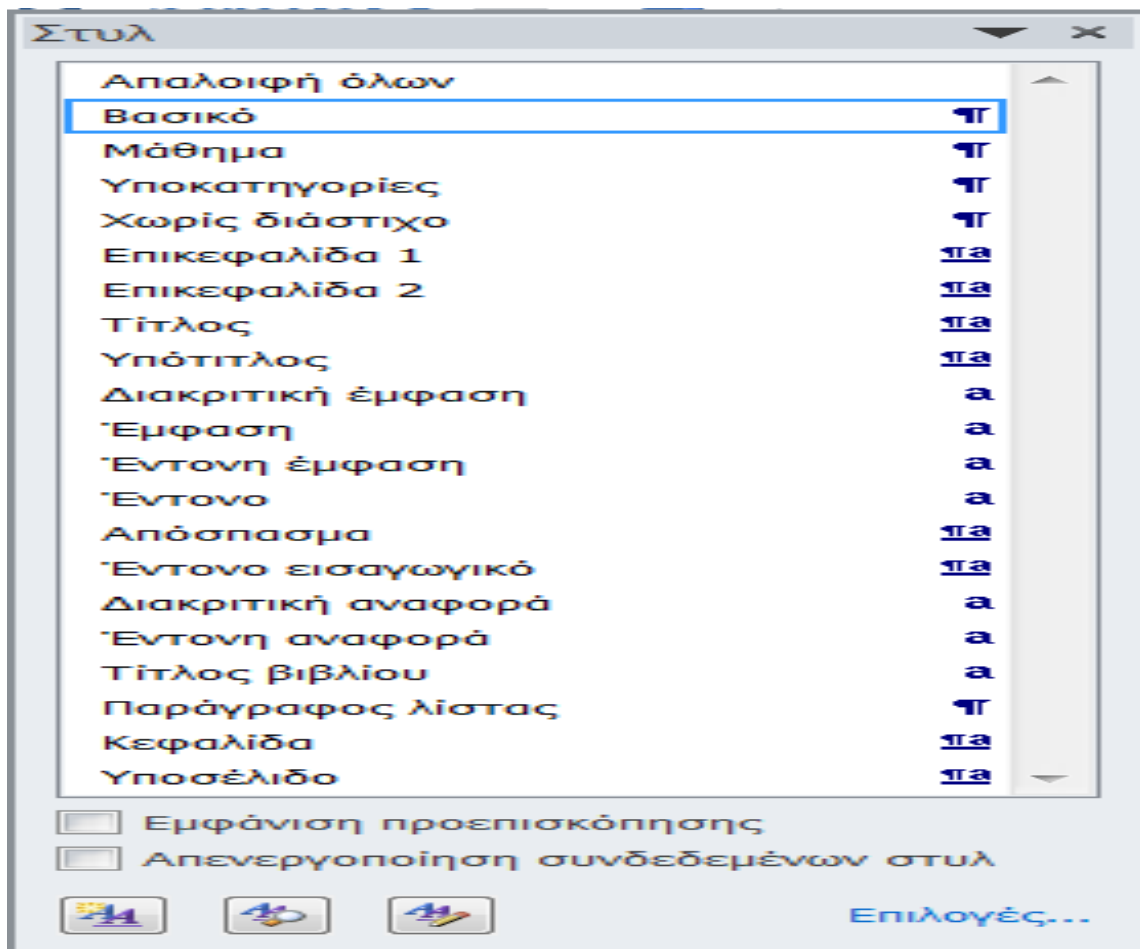 Στυλ
Απαλοιφή όλων
Βασικό ¶
Μάθημα ¶
Υποκατηγορίες ¶
Χωρίς διάστιχο ¶
Επικεφαλίδα 1 ¶a
Επικεφαλίδα 2 ¶a
Τίτλος ¶a
Υπότιτλος ¶a
Διακριτική έμφαση a
Έμφαση a
Έντονη έμφαση a
Έντονο a
Απόσπασμα ¶a
Έντονο εισαγωγικό ¶a
Διακριτική αναφορά a
Έντονη αναφορά a
Τίτλος βιβλίου a
Παράγραφος λίστας ¶
Κεφαλίδα ¶a
Υποσέλιδο ¶a
Εμφάνιση προεπισκόπησης
Απενεργοποίηση συνδεδεμένων στυλ
Επιλογές...